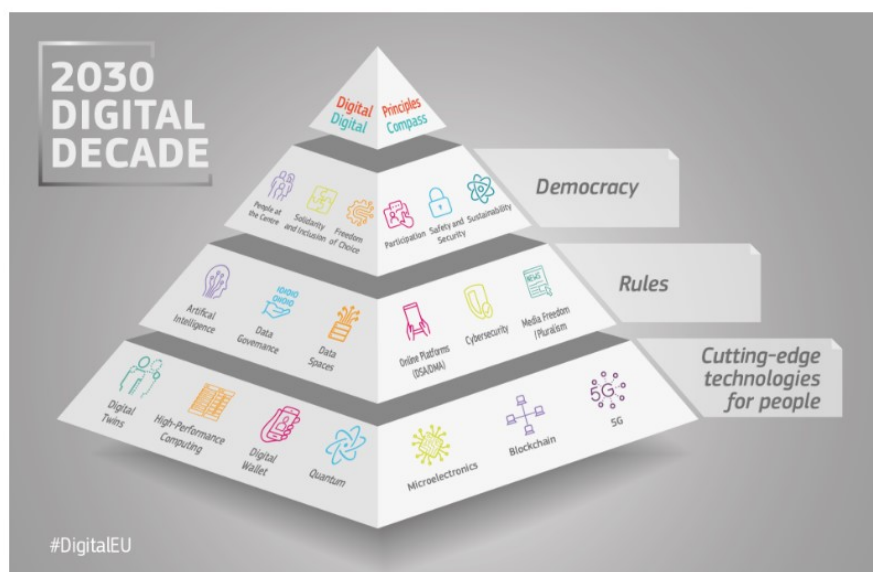 2030
DIGITAL
DECADE
Digital Principles
Digital Compass
People at
the Centre
Solidarity
and Inclusion
Freedom
of Choice
Participation
Safety and
Security
Sustainability
Democracy
Artifical
Intelligence
Data
Governance
Data
Spaces
Online Platforms
(DSA/DMA)
Cybersecurity
NEWS
Media Freedom
/Pluralism
Rules
Digital
Twins
High-Performance
Computing
Digital
Wallet
Quantum
Microelectronics
Blockchain
5G
5G
Cutting-edge
technologies
for people
#DigitalEU